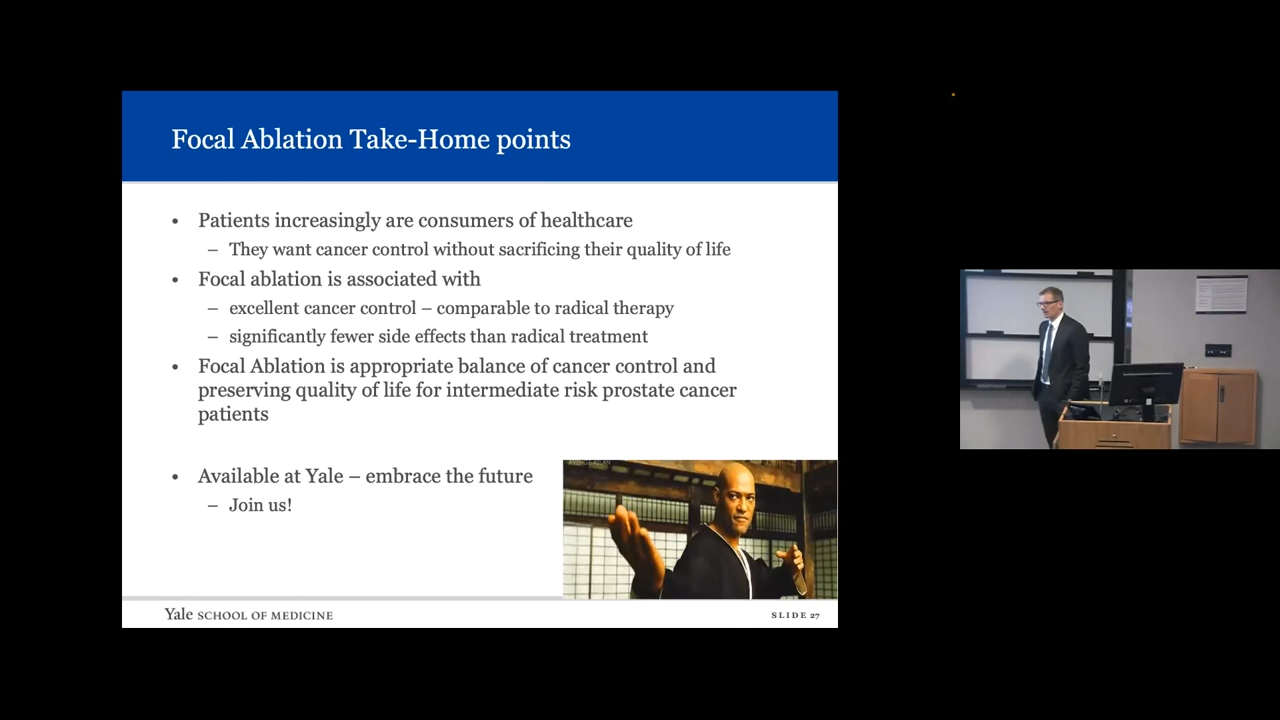 Focal Ablation Take-Home points
• Patients increasingly are consumers of healthcare
– They want cancer control without sacrificing their quality of life
• Focal ablation is associated with
– excellent cancer control – comparable to radical therapy
– significantly fewer side effects than radical treatment
• Focal Ablation is appropriate balance of cancer control and
preserving quality of life for intermediate risk prostate cancer
patients
• Available at Yale – embrace the future
– Join us!
Yale SCHOOL OF MEDICINE
SLIDE 27